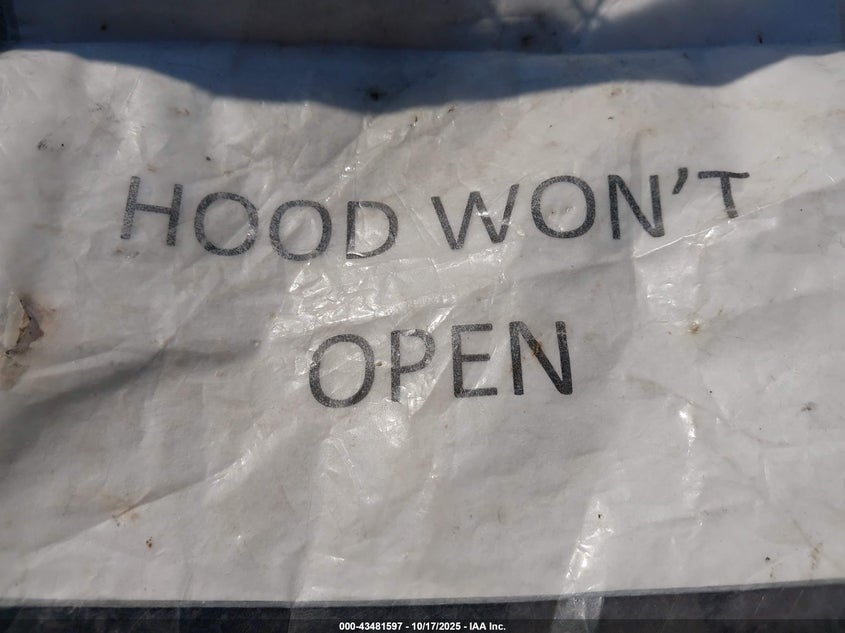 HOOD WON'T
OPEN
000-43481597 - 10/17/2025 - IAA Inc.